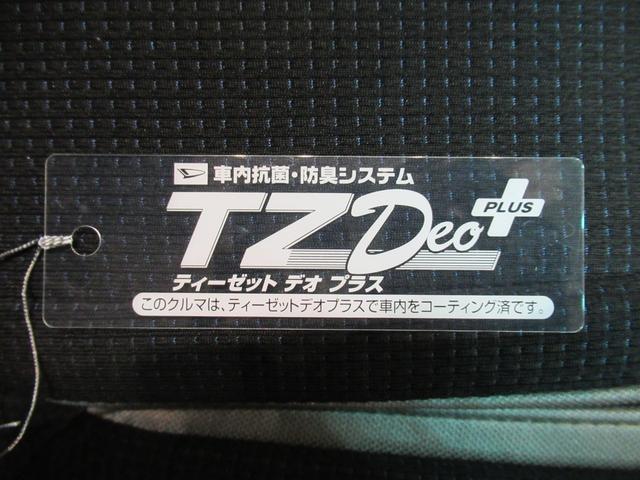 車内抗菌・防臭システム
TZ Deo PLUS
ティーゼット デオ プラス
このクルマは、ティーゼットデオプラスで車内をコーティング済です。